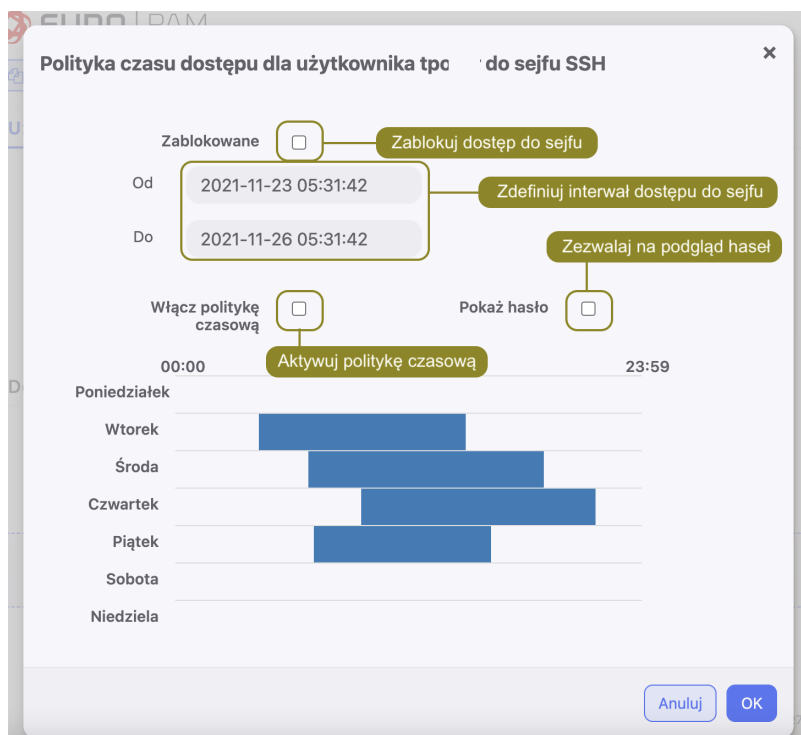 Polityka czasu dostępu dla użytkownika tpo do sejfu SSH
×
Zablokowane
Zablokuj dostęp do sejfu
Od
2021-11-23 05:31:42
Zdefiniuj interwał dostępu do sejfu
Do
2021-11-26 05:31:42
Zezwalaj na podgląd haseł
Włącz politykę
czasową
Pokaż hasło
Aktywuj politykę czasową
00:00
23:59
Poniedziałek
Wtorek
Środa
Czwartek
Piątek
Sobota
Niedziela
Anuluj
OK